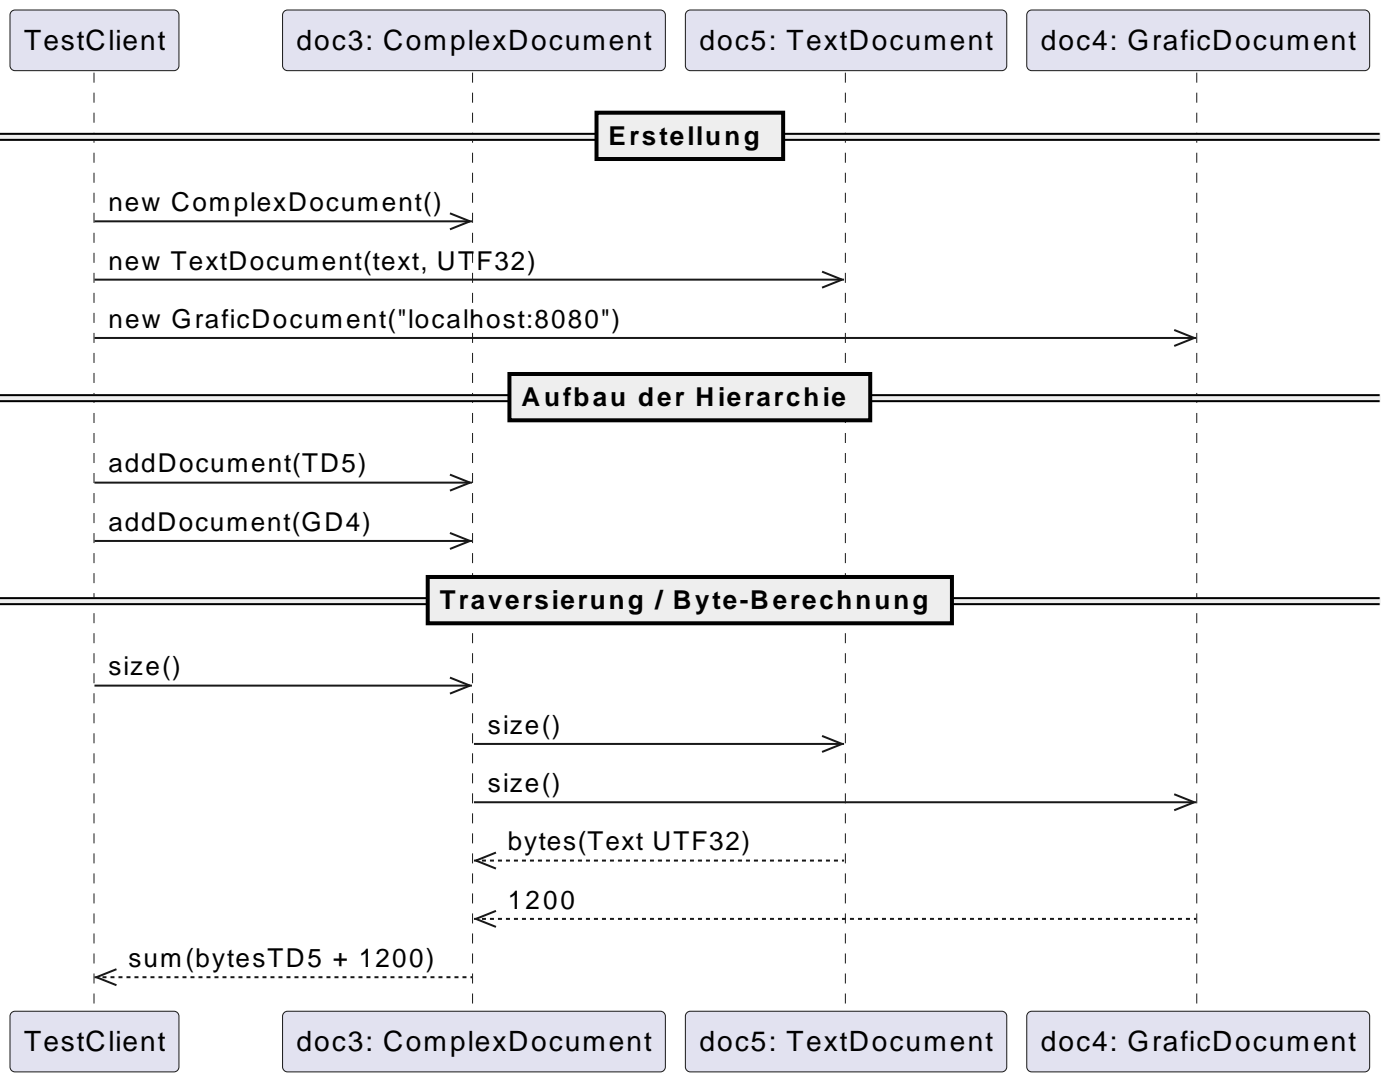 TestClient
doc3: ComplexDocument
doc5: TextDocument
doc4: GraficDocument
Erstellung
new ComplexDocument()
new TextDocument(text, UTF32)
new GraficDocument("localhost:8080")
Aufbau der Hierarchie
addDocument(TD5)
addDocument(GD4)
Traversierung / Byte-Berechnung
size()
size()
size()
bytes(Text UTF32)
1200
sum(bytesTD5 + 1200)
TestClient
doc3: ComplexDocument
doc5: TextDocument
doc4: GraficDocument